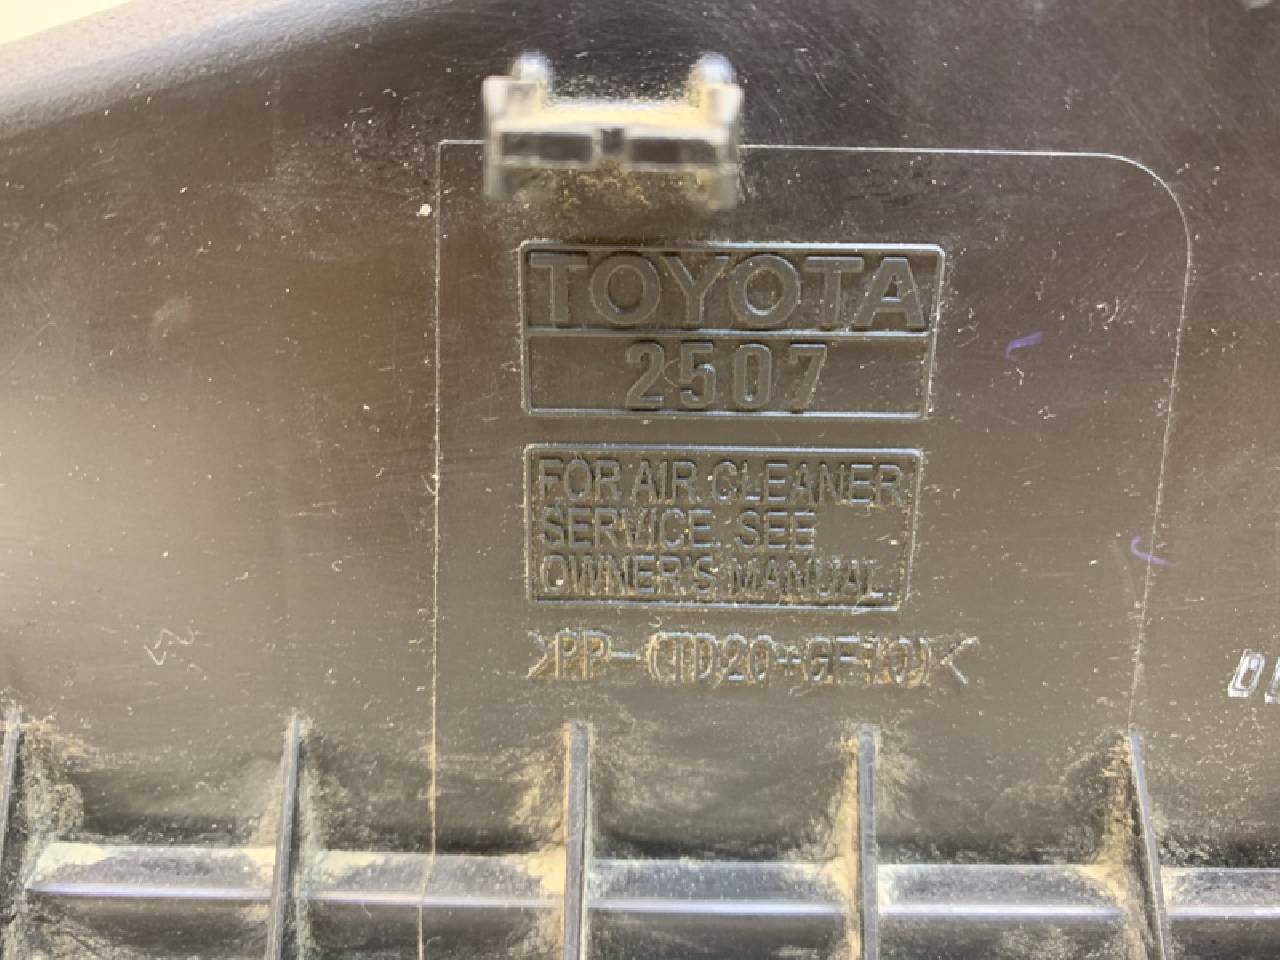 TOYOTA
2507
FOR AIR CLEANER
SERVICE. SEE
OWNER'S MANUAL.
>PP-(TD20+GF10)<